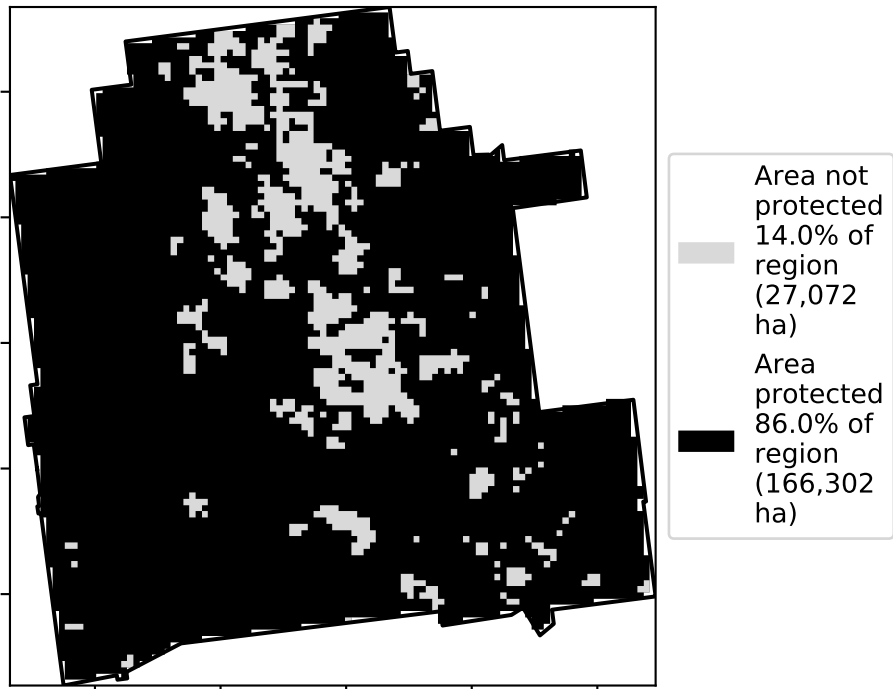 Area not
protected
14.0% of
region
(27,072
ha)
Area
protected
86.0% of
region
(166,302
ha)